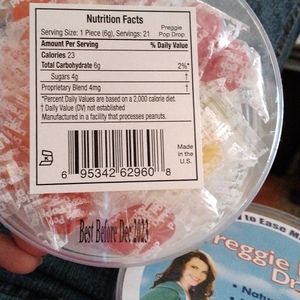 Nutrition Facts
Serving Size: 1 Piece (6g), Servings: 21
Preggie
Pop Drop
Amount Per Serving % Daily Value
Calories 23
Total Carbohydrate 6g 2%*
Sugars 4g †
Proprietary Blend 4mg †
*Percent Daily Values are based on a 2,000 calorie diet.
† Daily Value (DV) not established
Manufactured in a facility that processes peanuts.
Made
in the
U.S.
6 95342 62960 8
Best Before Dec 2023
to Ease
reggie
Dr
• Natu